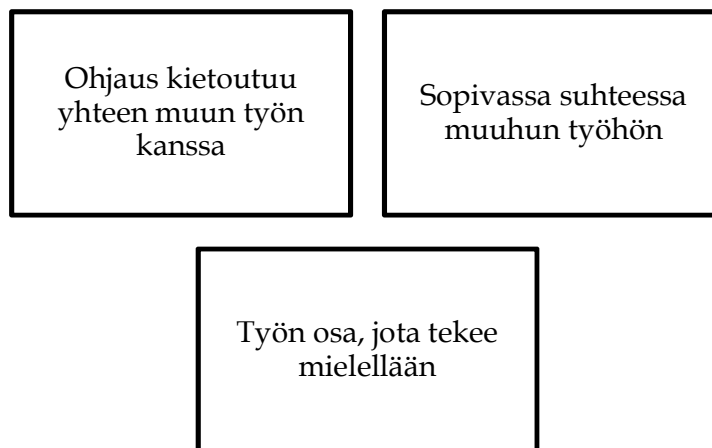 Ohjaus kietoutuu
yhteen muun työn
kanssa
Sopivassa suhteessa
muuhun työhön
Työn osa, jota tekee
mielellään